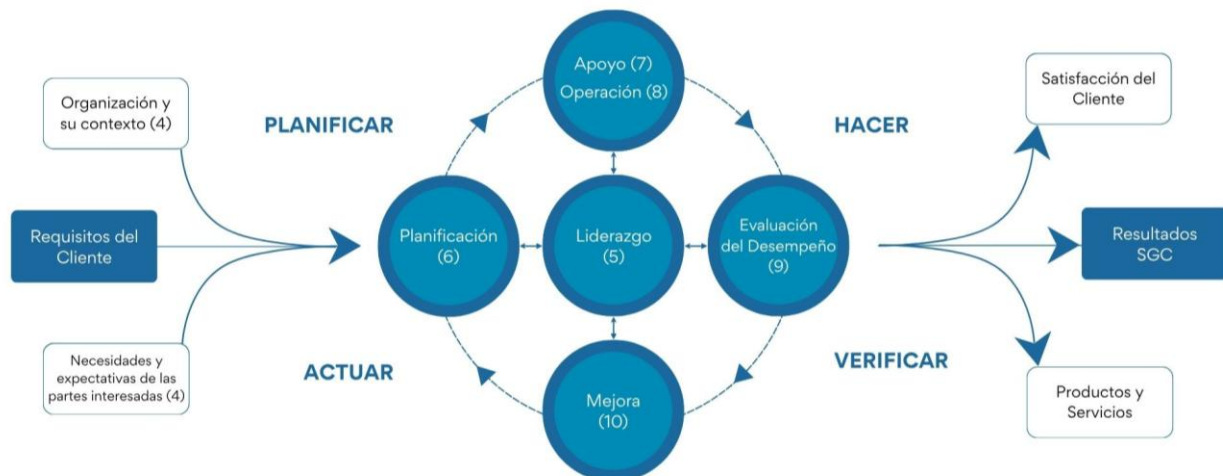 Organización y
su contexto (4)
Requisitos del
Cliente
Necesidades y
expectativas de las
partes interesadas (4)
PLANIFICAR
ACTUAR
Apoyo (7)
Operación (8)
Planificación
(6)
Liderazgo
(5)
Evaluación
del Desempeño
(9)
Mejora
(10)
HACER
VERIFICAR
Satisfacción del
Cliente
Resultados
SGC
Productos y
Servicios